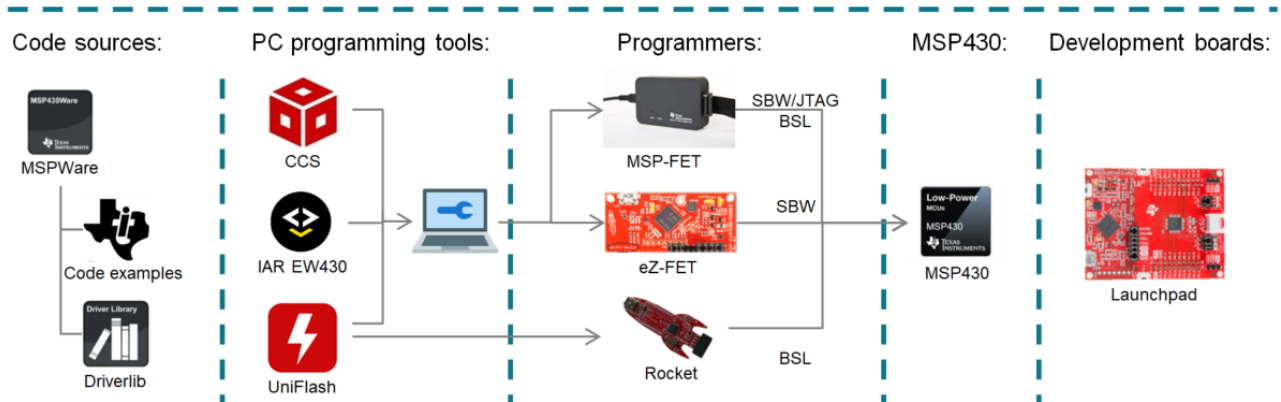 Code sources:
PC programming tools:
Programmers:
MSP430:
Development boards:
MSP430Ware
TEXAS
INSTRUMENTS
MSPWare
Code examples
Driver Library
Driverlib
CCS
IAR EW430
UniFlash
MSP-FET
SBW/JTAG
BSL
eZ-FET
SBW
Rocket
BSL
Low-Power
MCUs
MSP430
TEXAS
INSTRUMENTS
MSP430
Launchpad